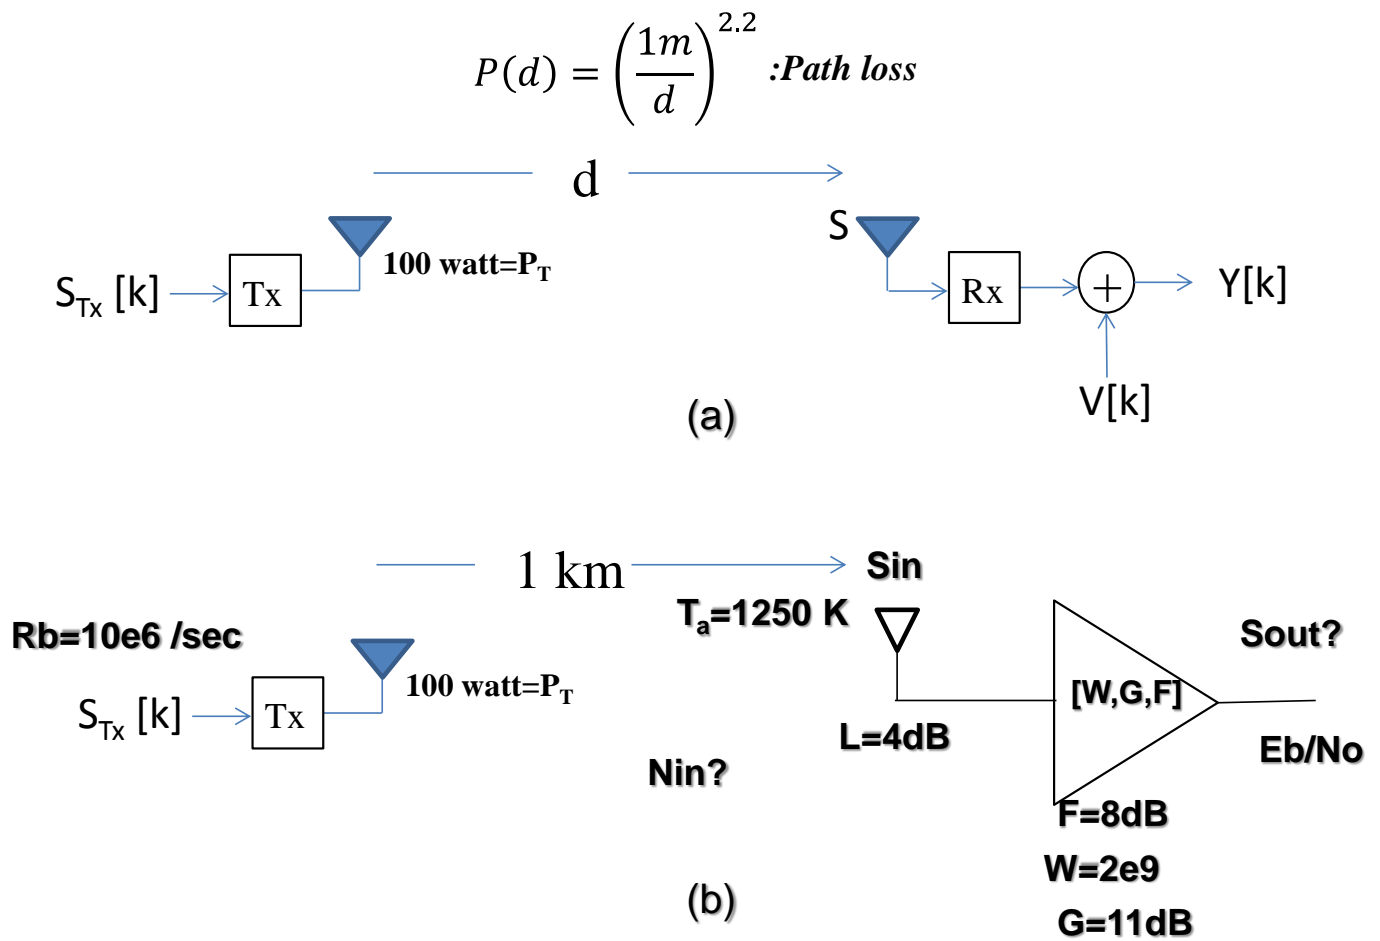 P(d) = (1m/d)^2.2 :Path loss
d
S
100 watt=P_T
S_Tx [k]
Tx
Rx
+
Y[k]
V[k]
(a)
1 km
Sin
T_a=1250 K
Rb=10e6 /sec
Sout?
100 watt=P_T
[W,G,F]
S_Tx [k]
Tx
L=4dB
Eb/No
Nin?
F=8dB
W=2e9
(b)
G=11dB